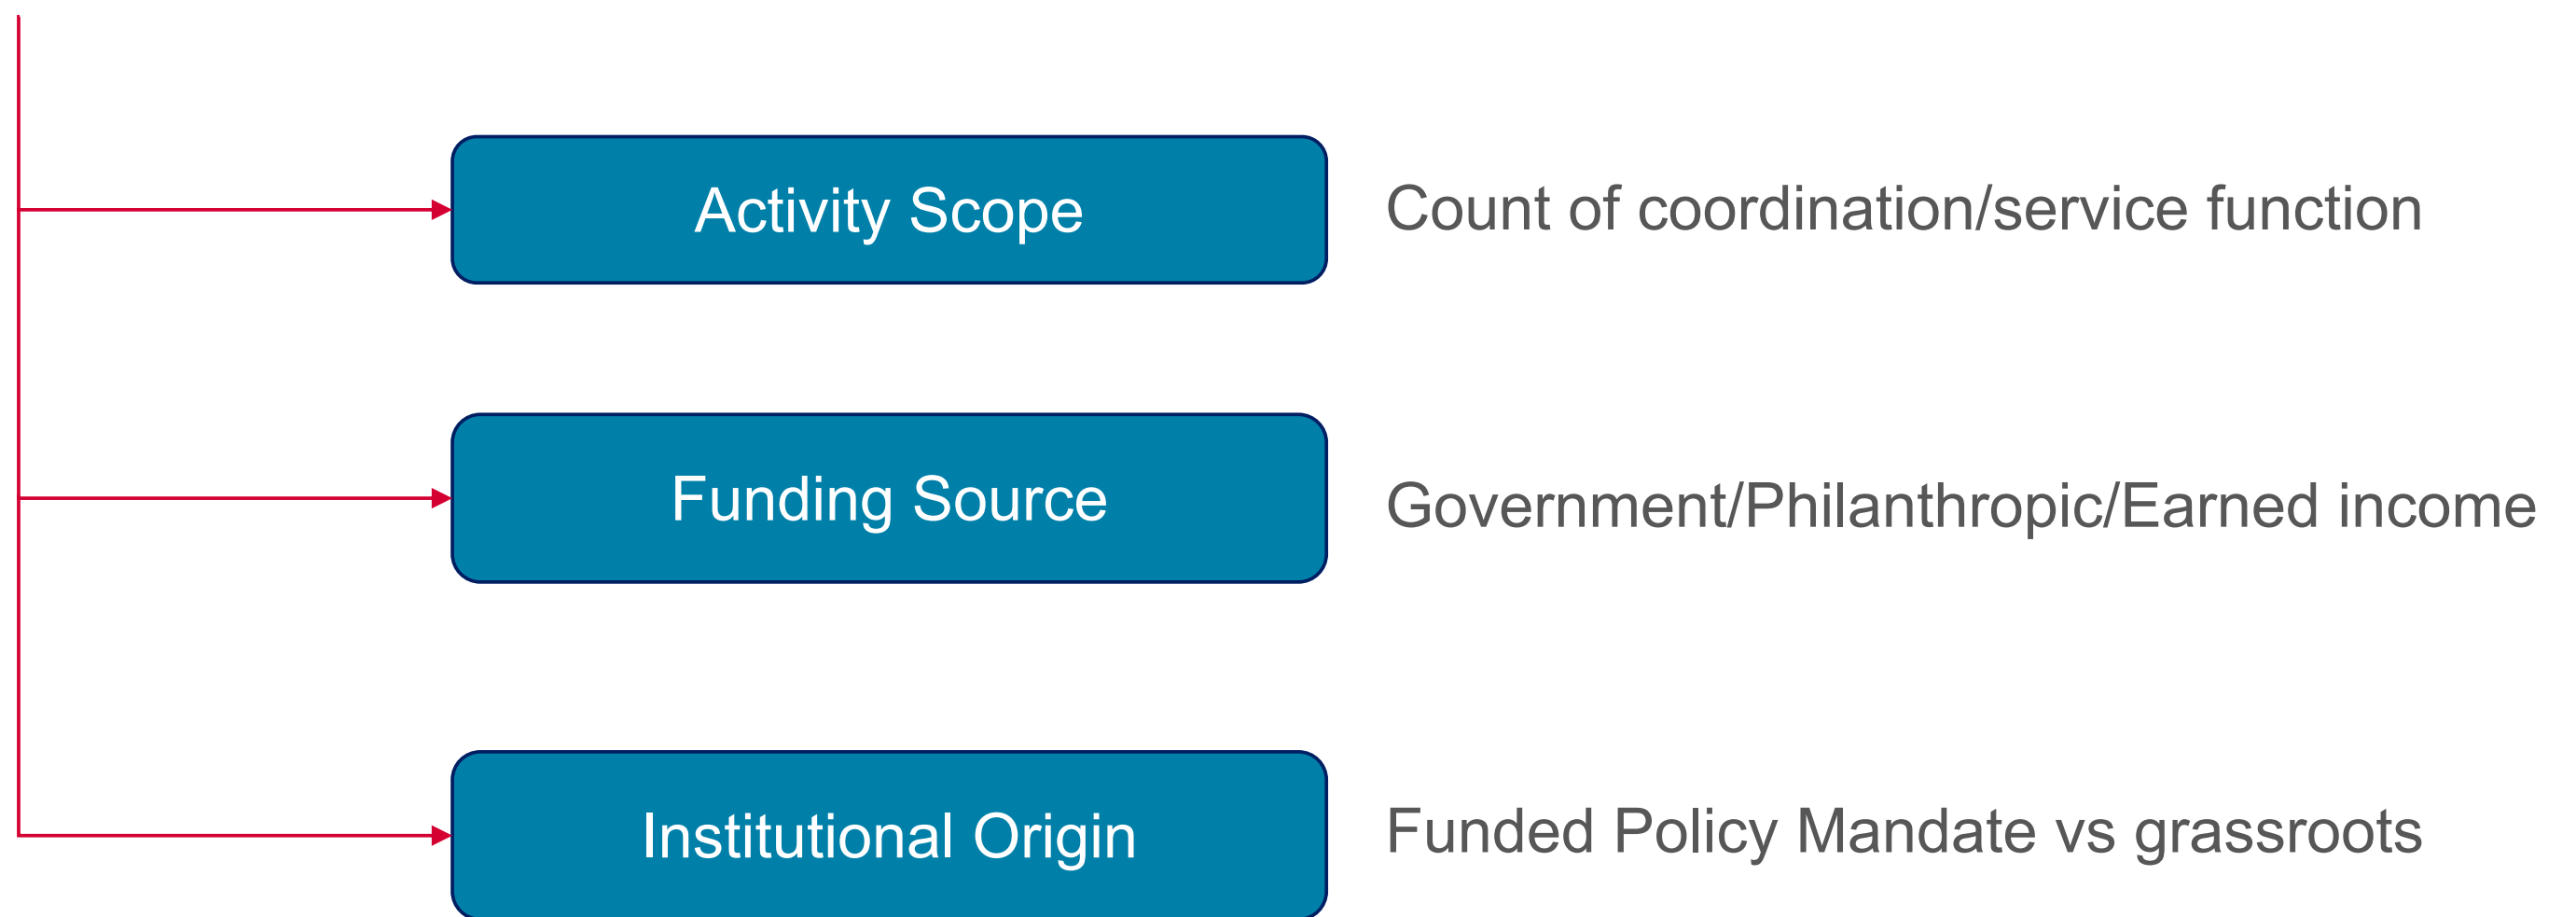 Activity Scope
Count of coordination/service function
Funding Source
Government/Philanthropic/Earned income
Institutional Origin
Funded Policy Mandate vs grassroots